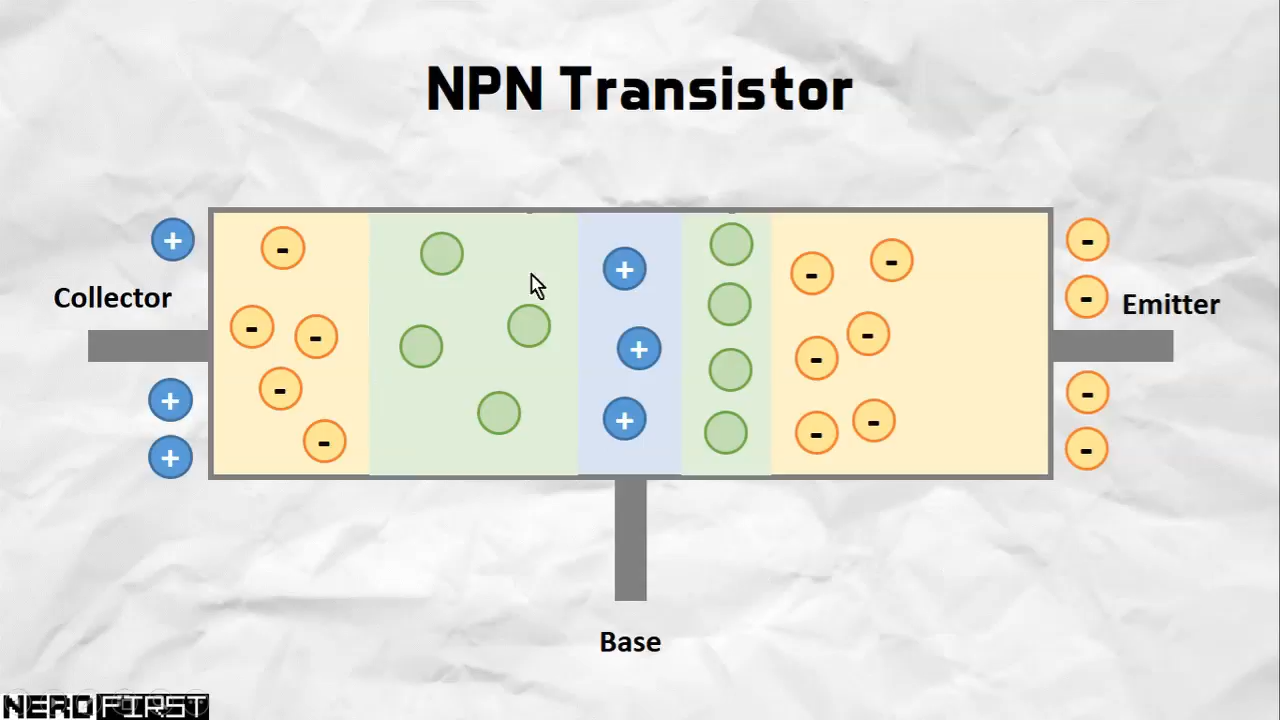 NPN Transistor
+ - + -
Collector - - + - - - Emitter
+ - + - - -
+ -
Base
NERDFIRST